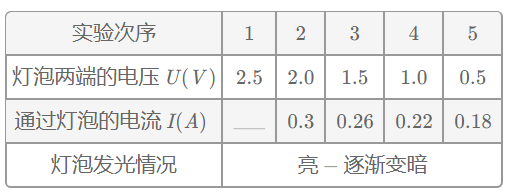 实验次序 1 2 3 4 5
灯泡两端的电压 U(V) 2.5 2.0 1.5 1.0 0.5
通过灯泡的电流 I(A) ___ 0.3 0.26 0.22 0.18
灯泡发光情况 亮 – 逐渐变暗